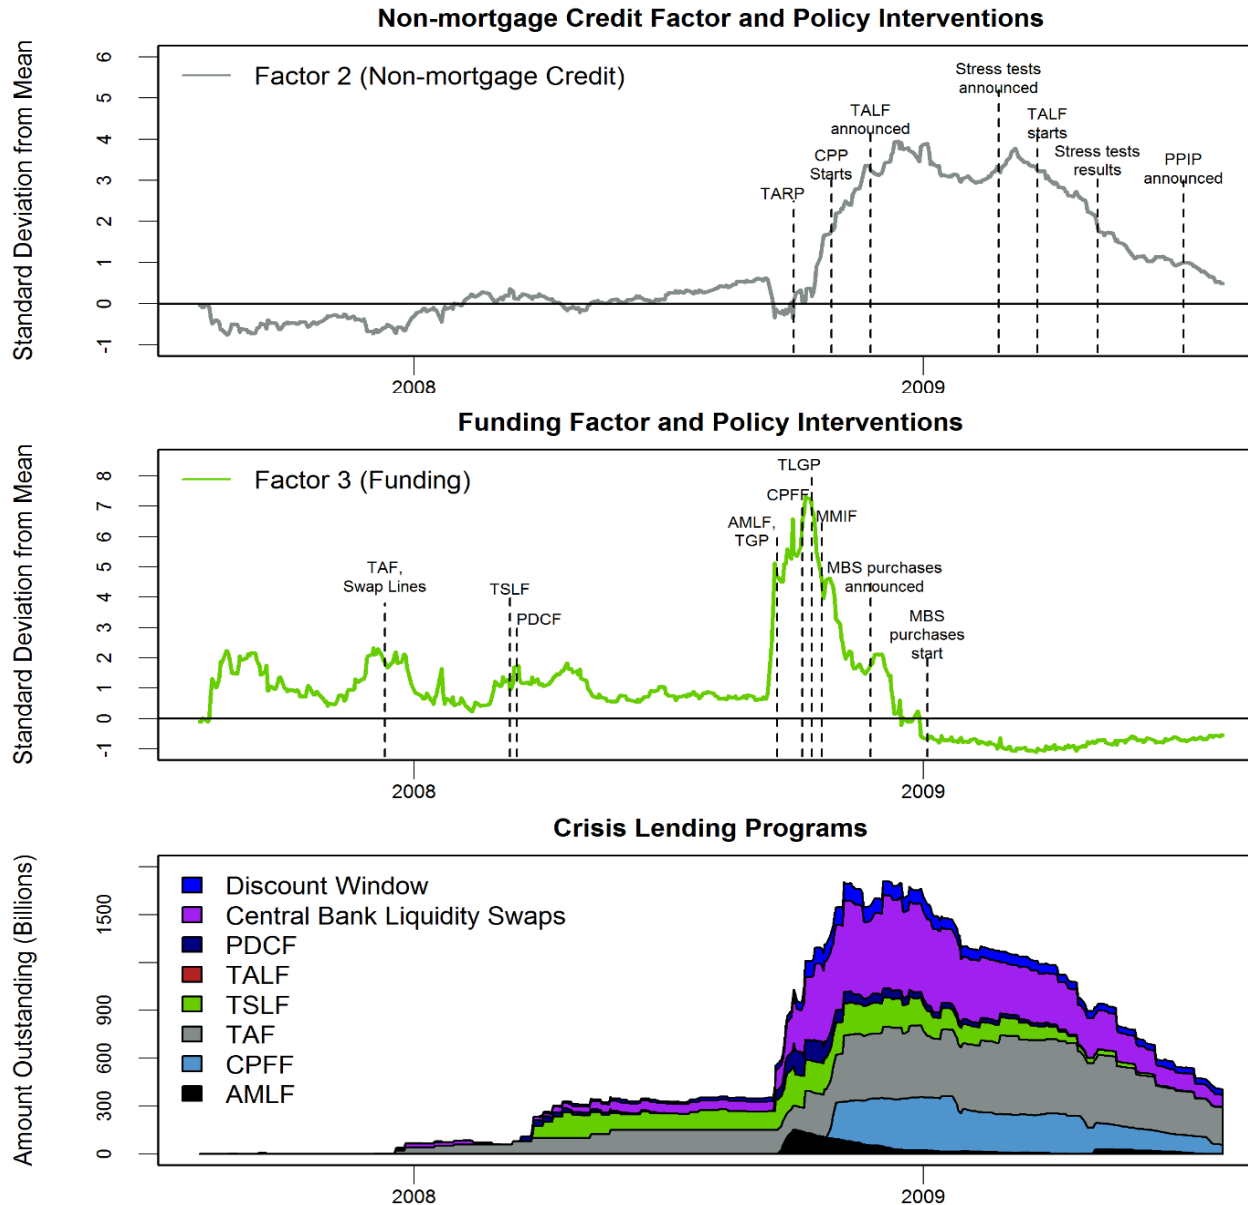 Non-mortgage Credit Factor and Policy Interventions
Standard Deviation from Mean
6
5
4
3
2
1
0
-1
Factor 2 (Non-mortgage Credit)
TARP
CPP
Starts
TALF
announced
Stress tests
announced
TALF
starts
Stress tests
results
PPIP
announced
2008
2009
Funding Factor and Policy Interventions
Standard Deviation from Mean
8
7
6
5
4
3
2
1
0
-1
Factor 3 (Funding)
TAF,
Swap Lines
TSLF
PDCF
AMLF,
TGP
CPFF
TLGP
MMIF
MBS purchases
announced
MBS
purchases
start
2008
2009
Crisis Lending Programs
Amount Outstanding (Billions)
1500
900
600
300
0
Discount Window
Central Bank Liquidity Swaps
PDCF
TALF
TSLF
TAF
CPFF
AMLF
2008
2009